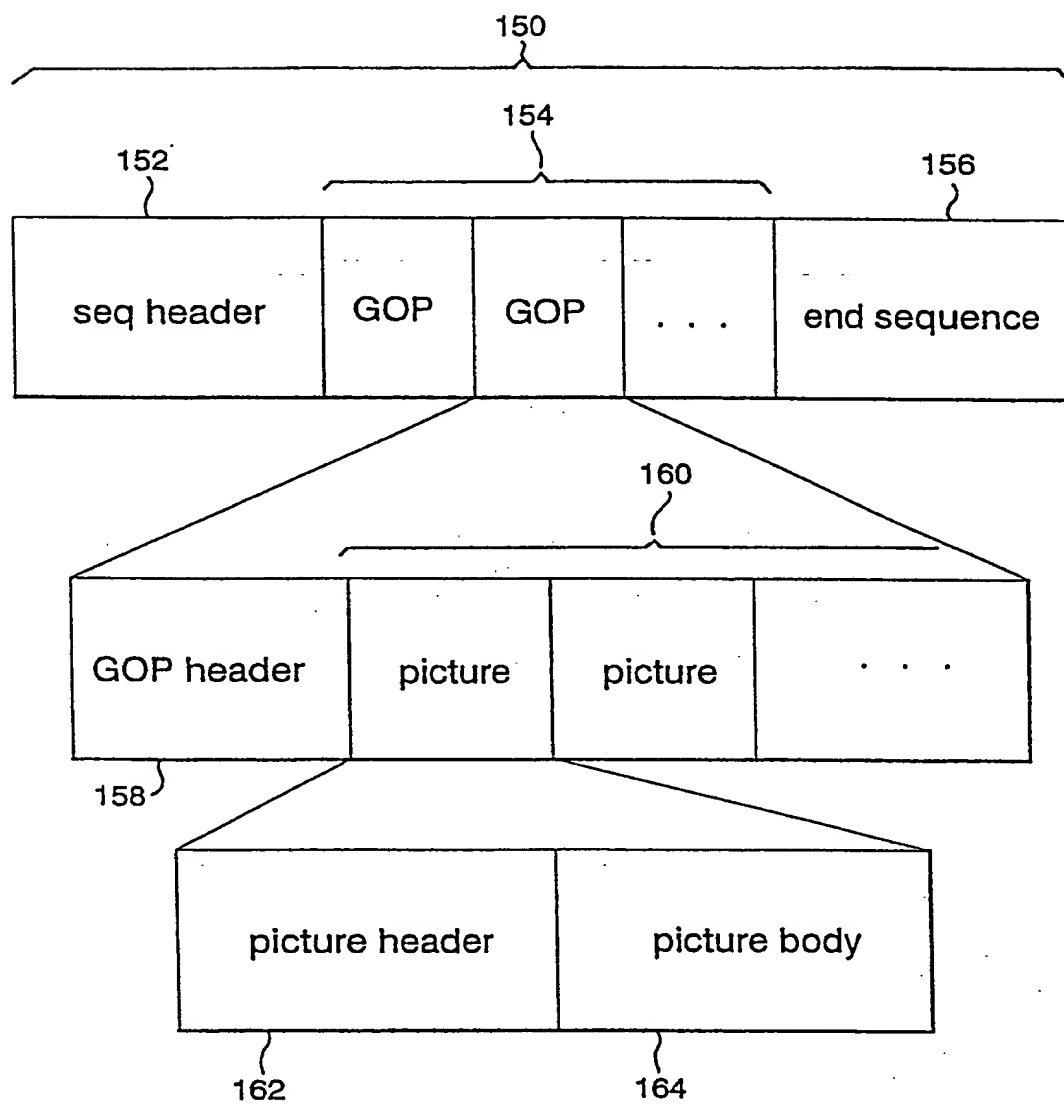 150
154
152
156
seq header
GOP
GOP
. . .
end sequence
160
GOP header
picture
picture
. . .
158
picture header
picture body
162
164